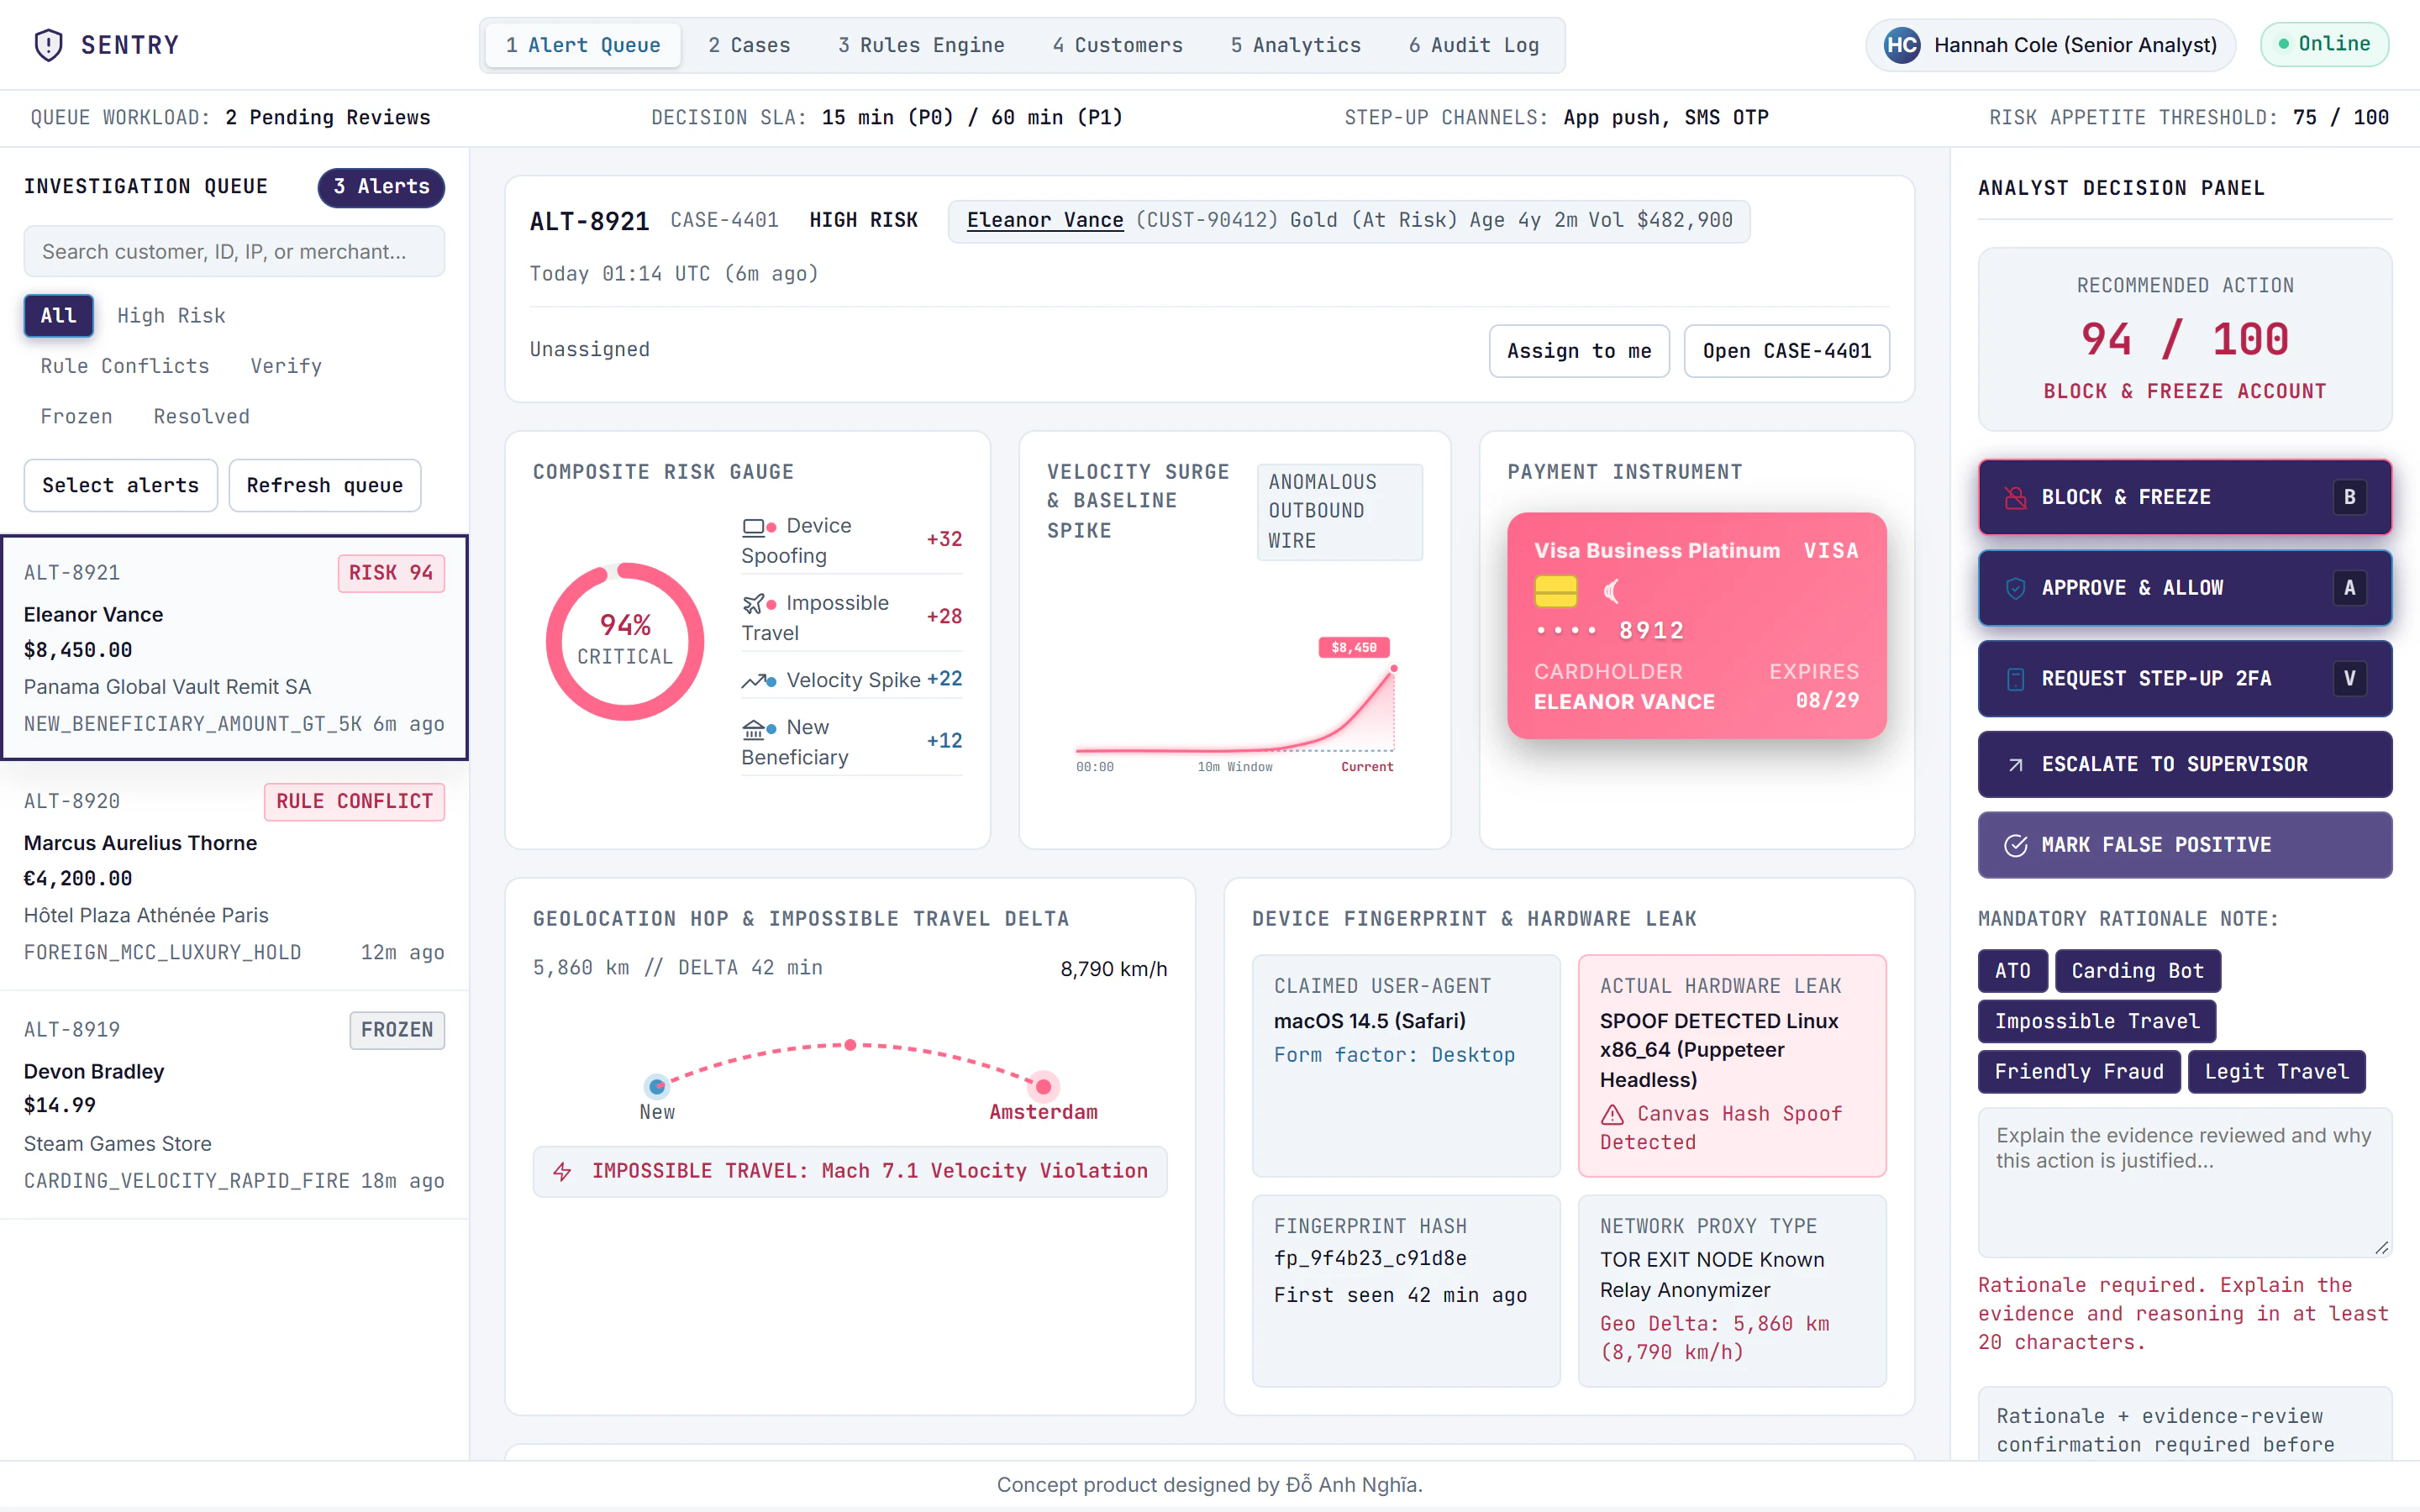 SENTRY
1 Alert Queue
2 Cases
3 Rules Engine
4 Customers
5 Analytics
6 Audit Log
HC Hannah Cole (Senior Analyst)
Online
QUEUE WORKLOAD: 2 Pending Reviews
DECISION SLA: 15 min (P0) / 60 min (P1)
STEP-UP CHANNELS: App push, SMS OTP
RISK APPETITE THRESHOLD: 75 / 100
INVESTIGATION QUEUE
3 Alerts
Search customer, ID, IP, or merchant...
All
High Risk
Rule Conflicts
Verify
Frozen
Resolved
Select alerts
Refresh queue
ALT-8921
RISK 94
Eleanor Vance
$8,450.00
Panama Global Vault Remit SA
NEW_BENEFICIARY_AMOUNT_GT_5K 6m ago
ALT-8920
RULE CONFLICT
Marcus Aurelius Thorne
€4,200.00
Hôtel Plaza Athénée Paris
FOREIGN_MCC_LUXURY_HOLD 12m ago
ALT-8919
FROZEN
Devon Bradley
$14.99
Steam Games Store
CARDING_VELOCITY_RAPID_FIRE 18m ago
ALT-8921 CASE-4401 HIGH RISK Eleanor Vance (CUST-90412) Gold (At Risk) Age 4y 2m Vol $482,900
Today 01:14 UTC (6m ago)
Unassigned
Assign to me
Open CASE-4401
COMPOSITE RISK GAUGE
94%
CRITICAL
Device
Spoofing
+32
Impossible
Travel
+28
Velocity Spike +22
New
Beneficiary
+12
VELOCITY SURGE
& BASELINE
SPIKE
ANOMALOUS
OUTBOUND
WIRE
$8,450
00:00
10m Window
Current
PAYMENT INSTRUMENT
Visa Business Platinum VISA
•••• 8912
CARDHOLDER
ELEANOR VANCE
EXPIRES
08/29
GEOLOCATION HOP & IMPOSSIBLE TRAVEL DELTA
5,860 km // DELTA 42 min
8,790 km/h
New
Amsterdam
IMPOSSIBLE TRAVEL: Mach 7.1 Velocity Violation
DEVICE FINGERPRINT & HARDWARE LEAK
CLAIMED USER-AGENT
macOS 14.5 (Safari)
Form factor: Desktop
ACTUAL HARDWARE LEAK
SPOOF DETECTED Linux
x86_64 (Puppeteer
Headless)
Canvas Hash Spoof
Detected
FINGERPRINT HASH
fp_9f4b23_c91d8e
First seen 42 min ago
NETWORK PROXY TYPE
TOR EXIT NODE Known
Relay Anonymizer
Geo Delta: 5,860 km
(8,790 km/h)
ANALYST DECISION PANEL
RECOMMENDED ACTION
94 / 100
BLOCK & FREEZE ACCOUNT
BLOCK & FREEZE B
APPROVE & ALLOW A
REQUEST STEP-UP 2FA V
ESCALATE TO SUPERVISOR
MARK FALSE POSITIVE
MANDATORY RATIONALE NOTE:
ATO
Carding Bot
Impossible Travel
Friendly Fraud
Legit Travel
Explain the evidence reviewed and why
this action is justified...
Rationale required. Explain the
evidence and reasoning in at least
20 characters.
Rationale + evidence-review
confirmation required before
Concept product designed by Đỗ Anh Nghĩa.